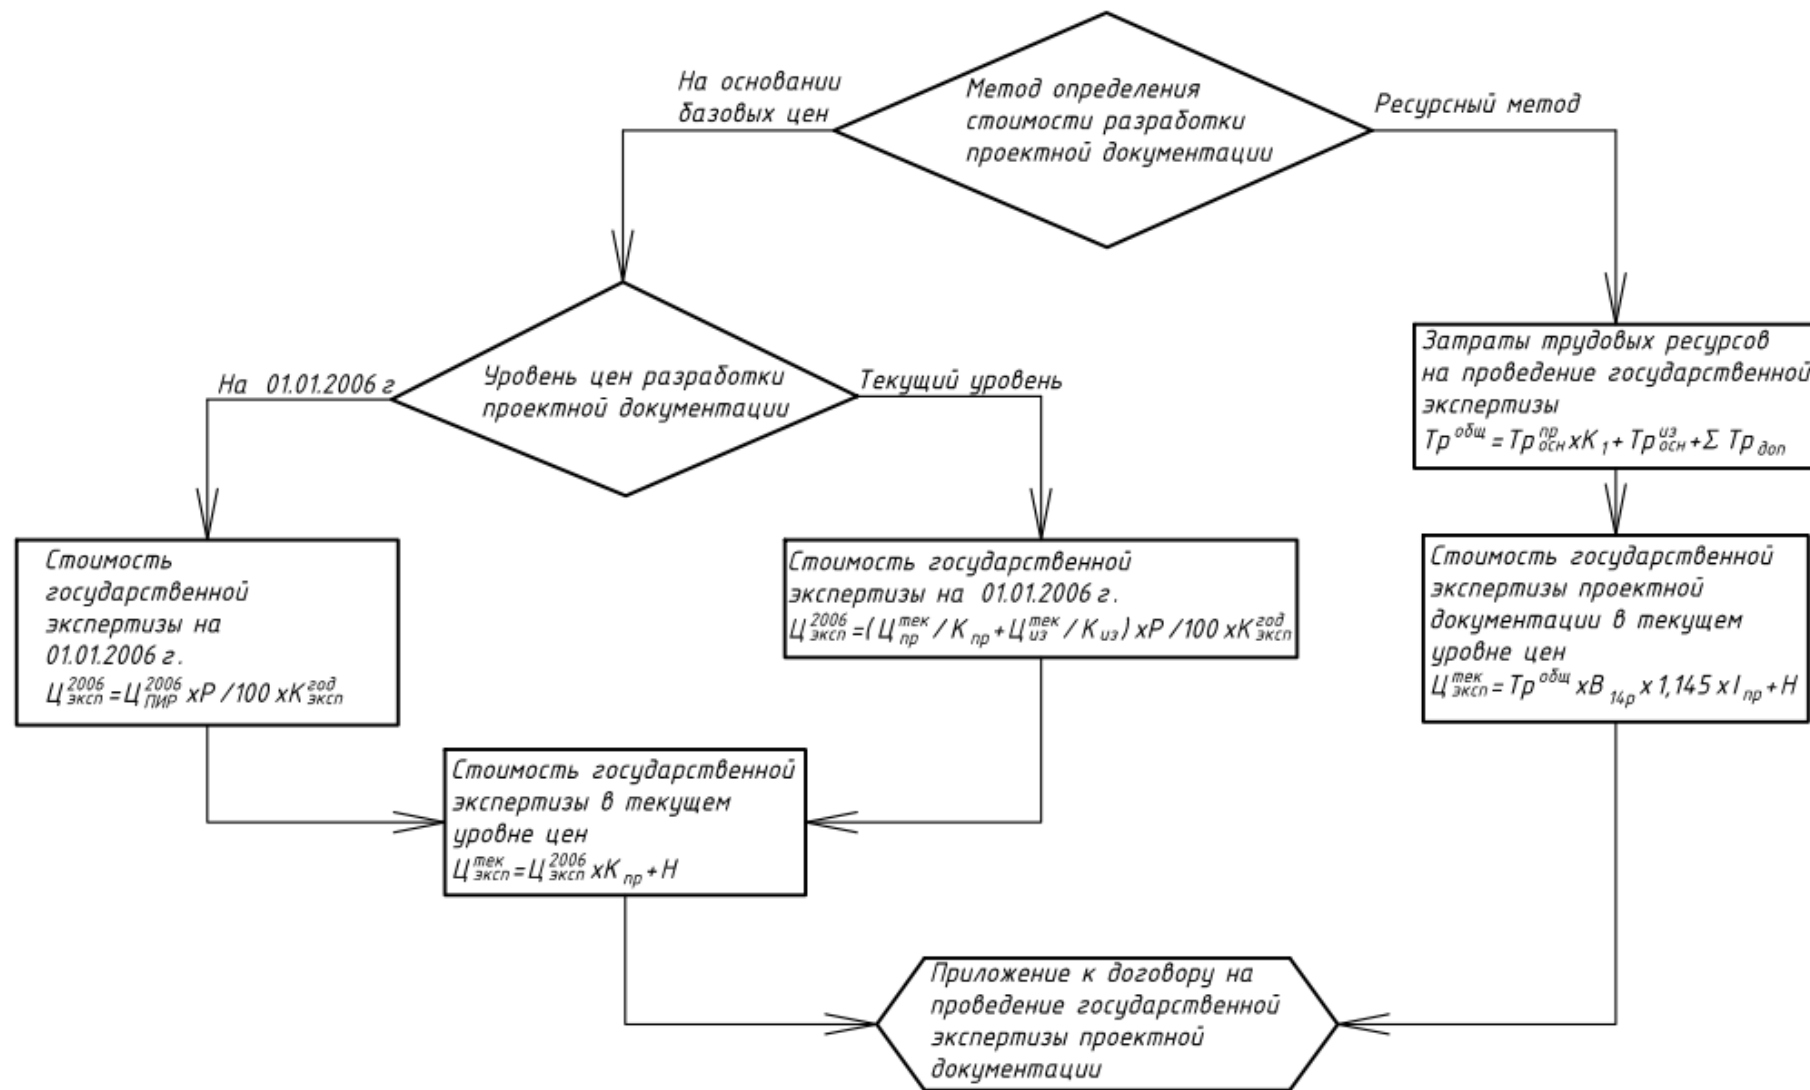 Метод определения
стоимости разработки
проектной документации
На основании
базовых цен
Ресурсный метод
Уровень цен разработки
проектной документации
На 01.01.2006 г
Текущий уровень
Затраты трудовых ресурсов
на проведение государственной
экспертизы
Тр^общ = Тр^пр_осн х К_1 + Тр^из_осн + Σ Тр_доп
Стоимость
государственной
экспертизы на
01.01.2006 г.
Ц^2006_эксп = Ц^2006_ПИР х Р / 100 х К^год_эксп
Стоимость государственной
экспертизы на 01.01.2006 г.
Ц^2006_эксп = ( Ц^тек_пр / К_пр + Ц^тек_из / К_из ) х Р / 100 х К^год_эксп
Стоимость государственной
экспертизы проектной
документации в текущем
уровне цен
Ц^тек_эксп = Тр^общ х В_14р х 1,145 х I_пр + Н
Стоимость государственной
экспертизы в текущем
уровне цен
Ц^тек_эксп = Ц^2006_эксп х К_пр + Н
Приложение к договору на
проведение государственной
экспертизы проектной
документации